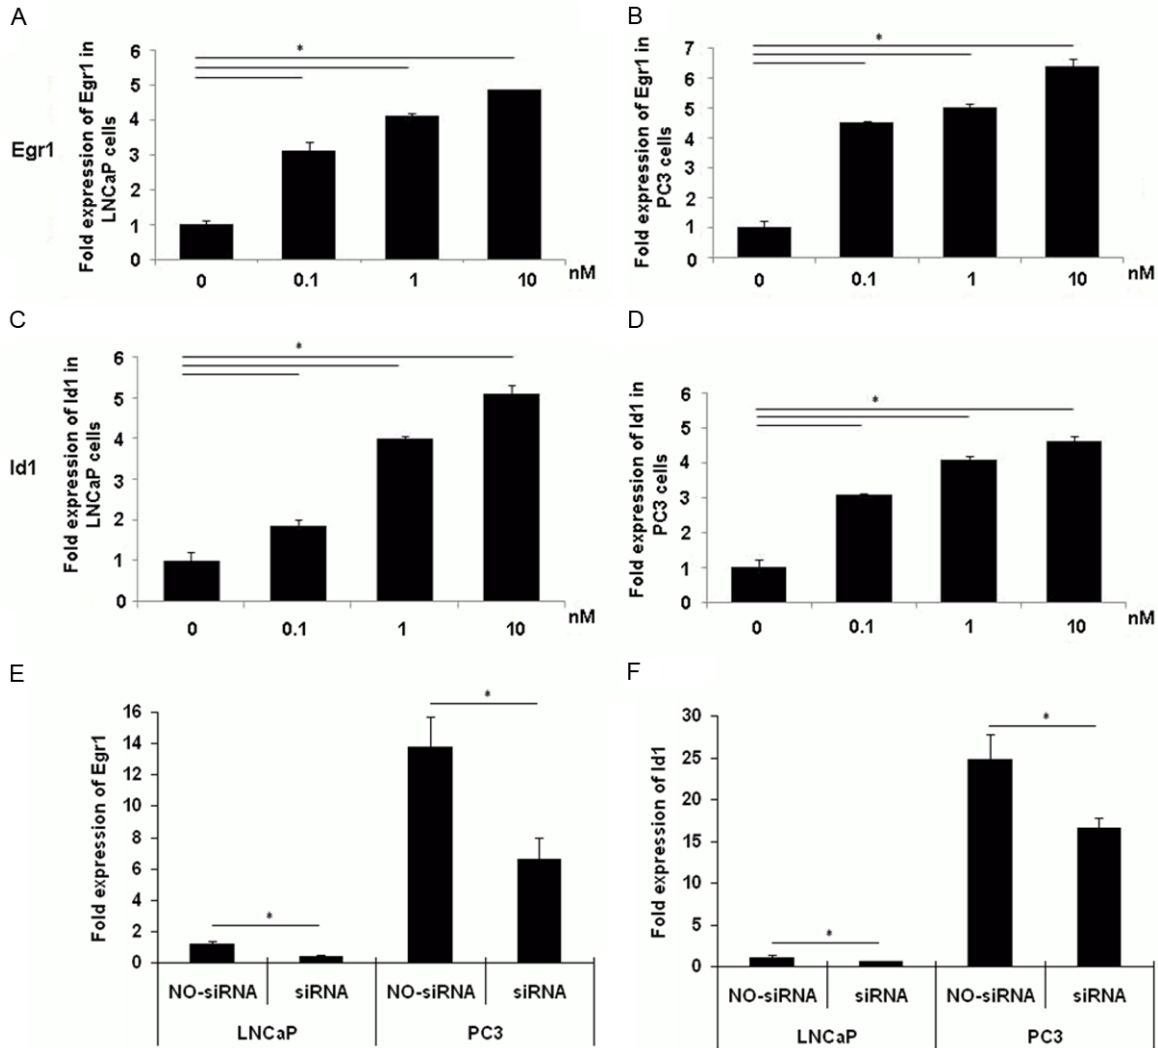 A
Egr1
Fold expression of Egr1 in
LNCaP cells
6
5
4
3
2
1
0
*
0 0.1 1 10 nM
B
Fold expression of Egr1 in
PC3 cells
7
6
5
4
3
2
1
0
*
0 0.1 1 10 nM
C
Id1
Fold expression of Id1 in
LNCaP cells
6
5
4
3
2
1
0
*
0 0.1 1 10 nM
D
Fold expression of Id1 in
PC3 cells
6
5
4
3
2
1
0
*
0 0.1 1 10 nM
E
Fold expression of Egr1
16
14
12
10
8
6
4
2
0
*
*
NO-siRNA siRNA NO-siRNA siRNA
LNCaP PC3
F
Fold expression of Id1
30
25
20
15
10
5
0
*
*
NO-siRNA siRNA NO-siRNA siRNA
LNCaP PC3